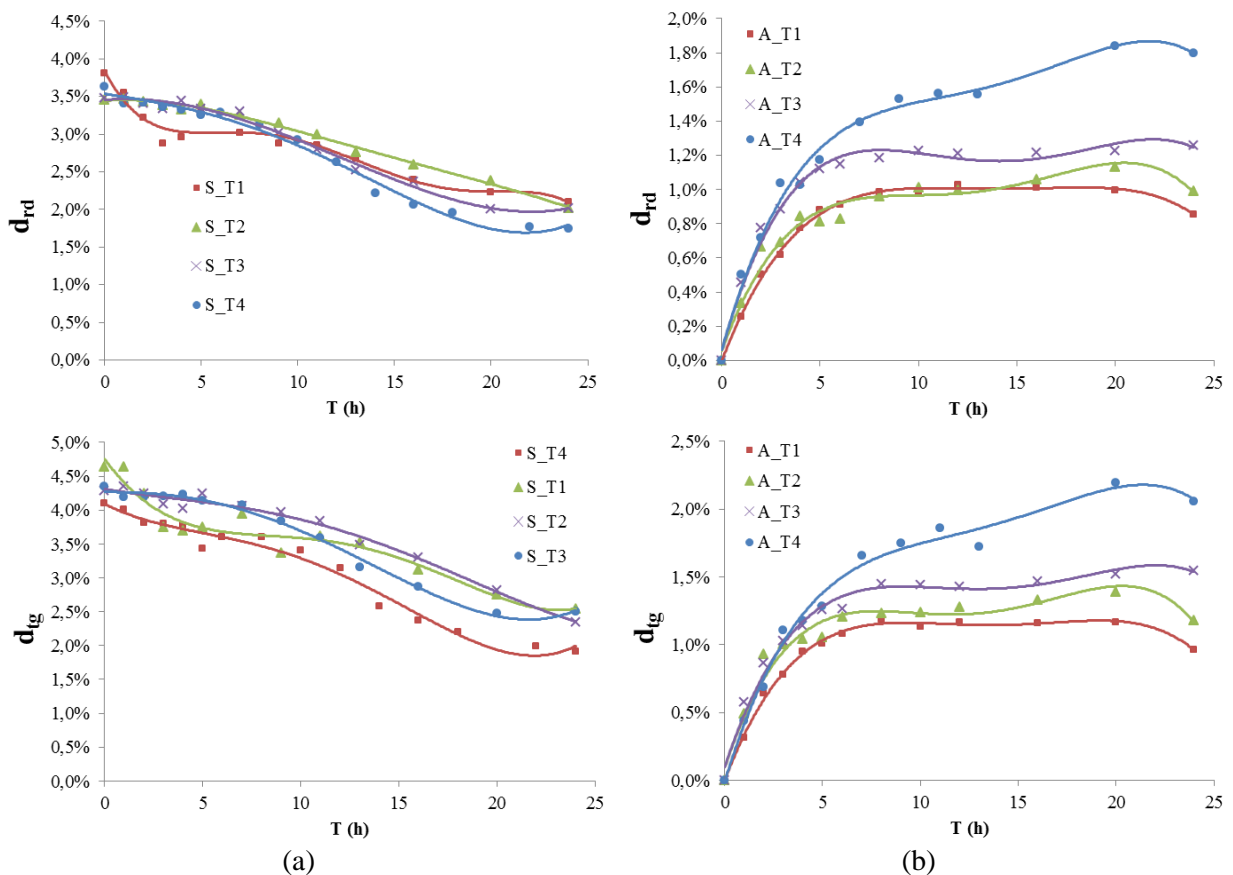 4,5%
4,0%
3,5%
3,0%
2,5%
2,0%
1,5%
1,0%
0,5%
0,0%
d_rd
S_T1
S_T2
S_T3
S_T4
0 5 10 15 20 25
T (h)
2,0%
1,8%
1,6%
1,4%
1,2%
1,0%
0,8%
0,6%
0,4%
0,2%
0,0%
d_rd
A_T1
A_T2
A_T3
A_T4
0 5 10 15 20 25
T (h)
5,0%
4,5%
4,0%
3,5%
3,0%
2,5%
2,0%
1,5%
1,0%
0,5%
0,0%
d_tg
S_T4
S_T1
S_T2
S_T3
0 5 10 15 20 25
T (h)
(a)
2,5%
2,0%
1,5%
1,0%
0,5%
0,0%
d_tg
A_T1
A_T2
A_T3
A_T4
0 5 10 15 20 25
T (h)
(b)